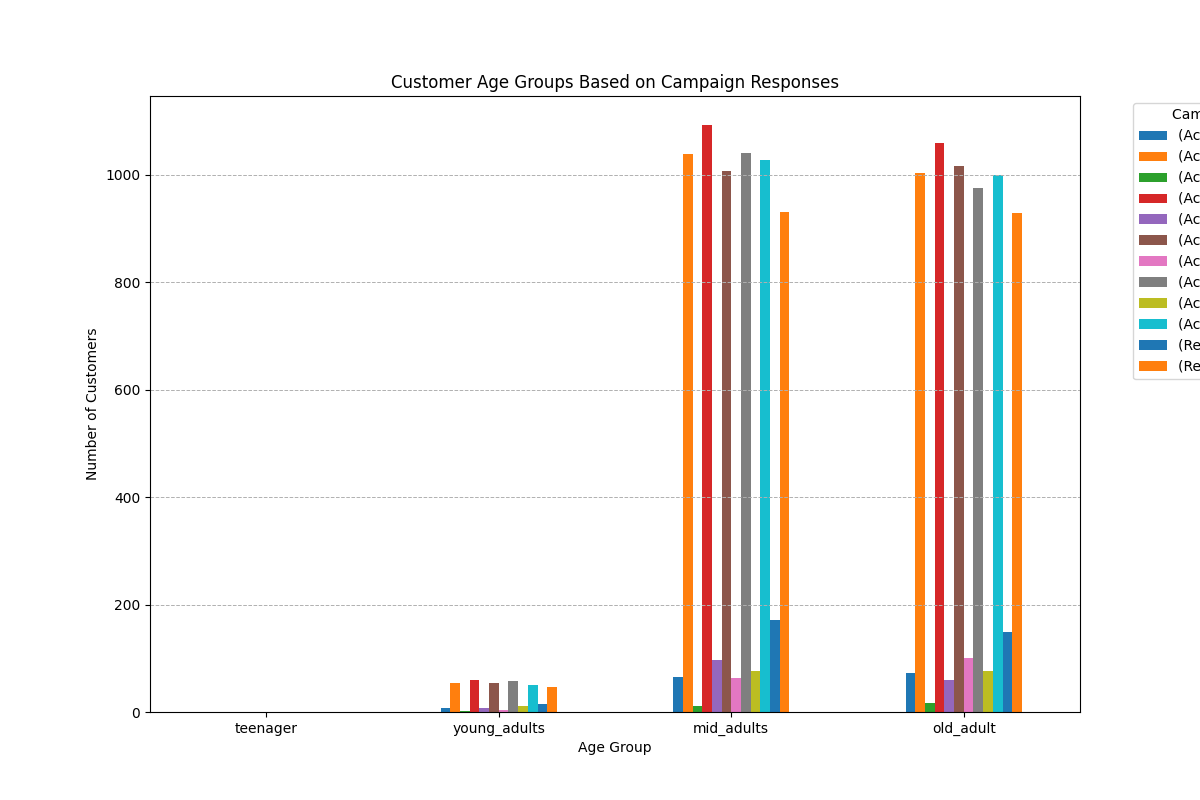 Customer Age Groups Based on Campaign Responses
Number of Customers
1000
800
600
400
200
0
teenager
young_adults
mid_adults
old_adult
Age Group
Cam
(Ac
(Ac
(Ac
(Ac
(Ac
(Ac
(Ac
(Ac
(Ac
(Ac
(Re
(Re